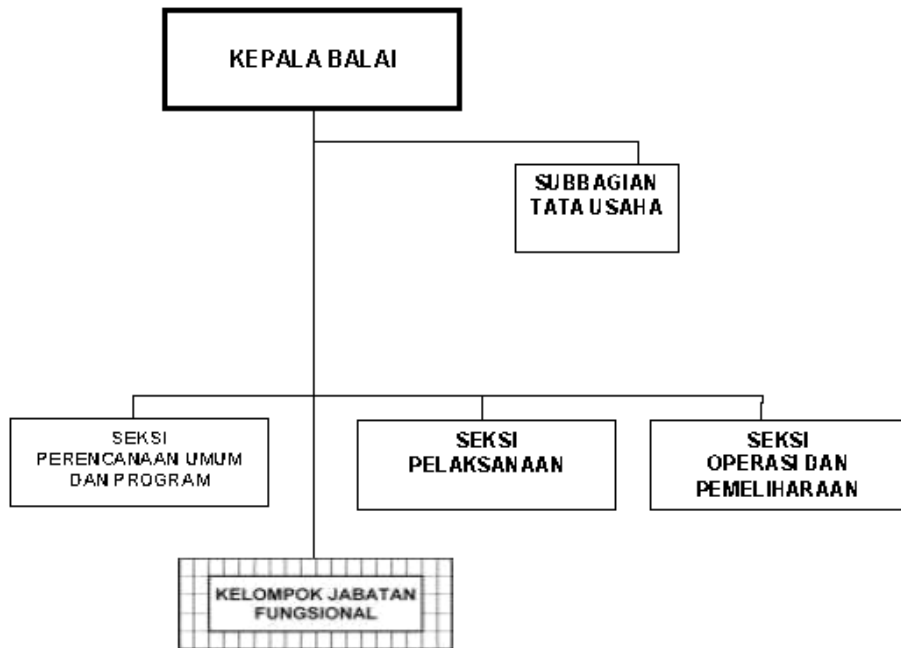 KEPALA BALAI
SUBBAGIAN
TATA USAHA
SEKSI
PERENCANAAN UMUM
DAN PROGRAM
SEKSI
PELAKSANAAN
SEKSI
OPERASI DAN
PEMELIHARAAN
KELOMPOK JABATAN
FUNGSIONAL